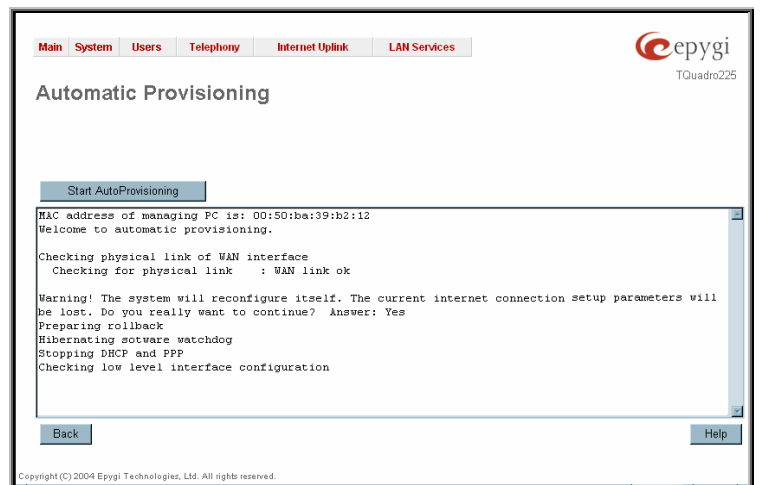 Main System Users Telephony Internet Uplink LAN Services
epygi
TQuadro225
Automatic Provisioning
Start AutoProvisioning
MAC address of managing PC is: 00:50:ba:39:b2:12
Welcome to automatic provisioning.
Checking physical link of WAN interface
Checking for physical link : WAN link ok
Warning! The system will reconfigure itself. The current internet connection setup parameters will
be lost. Do you really want to continue? Answer: Yes
Preparing rollback
Hibernating sotware watchdog
Stopping DHCP and PPP
Checking low level interface configuration
Back
Help
Copyright (C) 2004 Epygi Technologies, Ltd. All rights reserved.